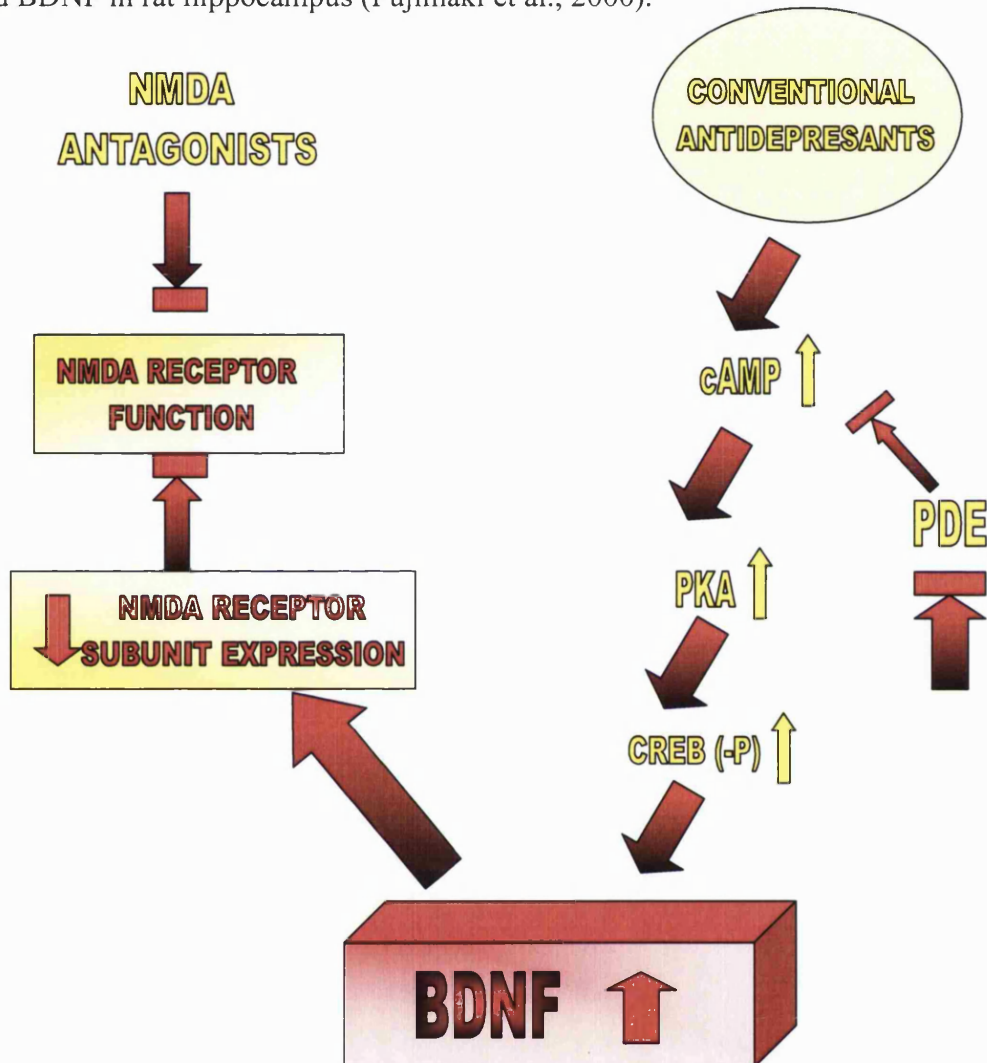 BDNF in rat hippocampus (Fujimaki et al., 2000).
NMDA
ANTAGONISTS
CONVENTIONAL
ANTIDEPRESANTS
NMDA RECEPTOR
FUNCTION
cAMP
PDE
PKA
NMDA RECEPTOR
SUBUNIT EXPRESSION
CREB (-P)
BDNF